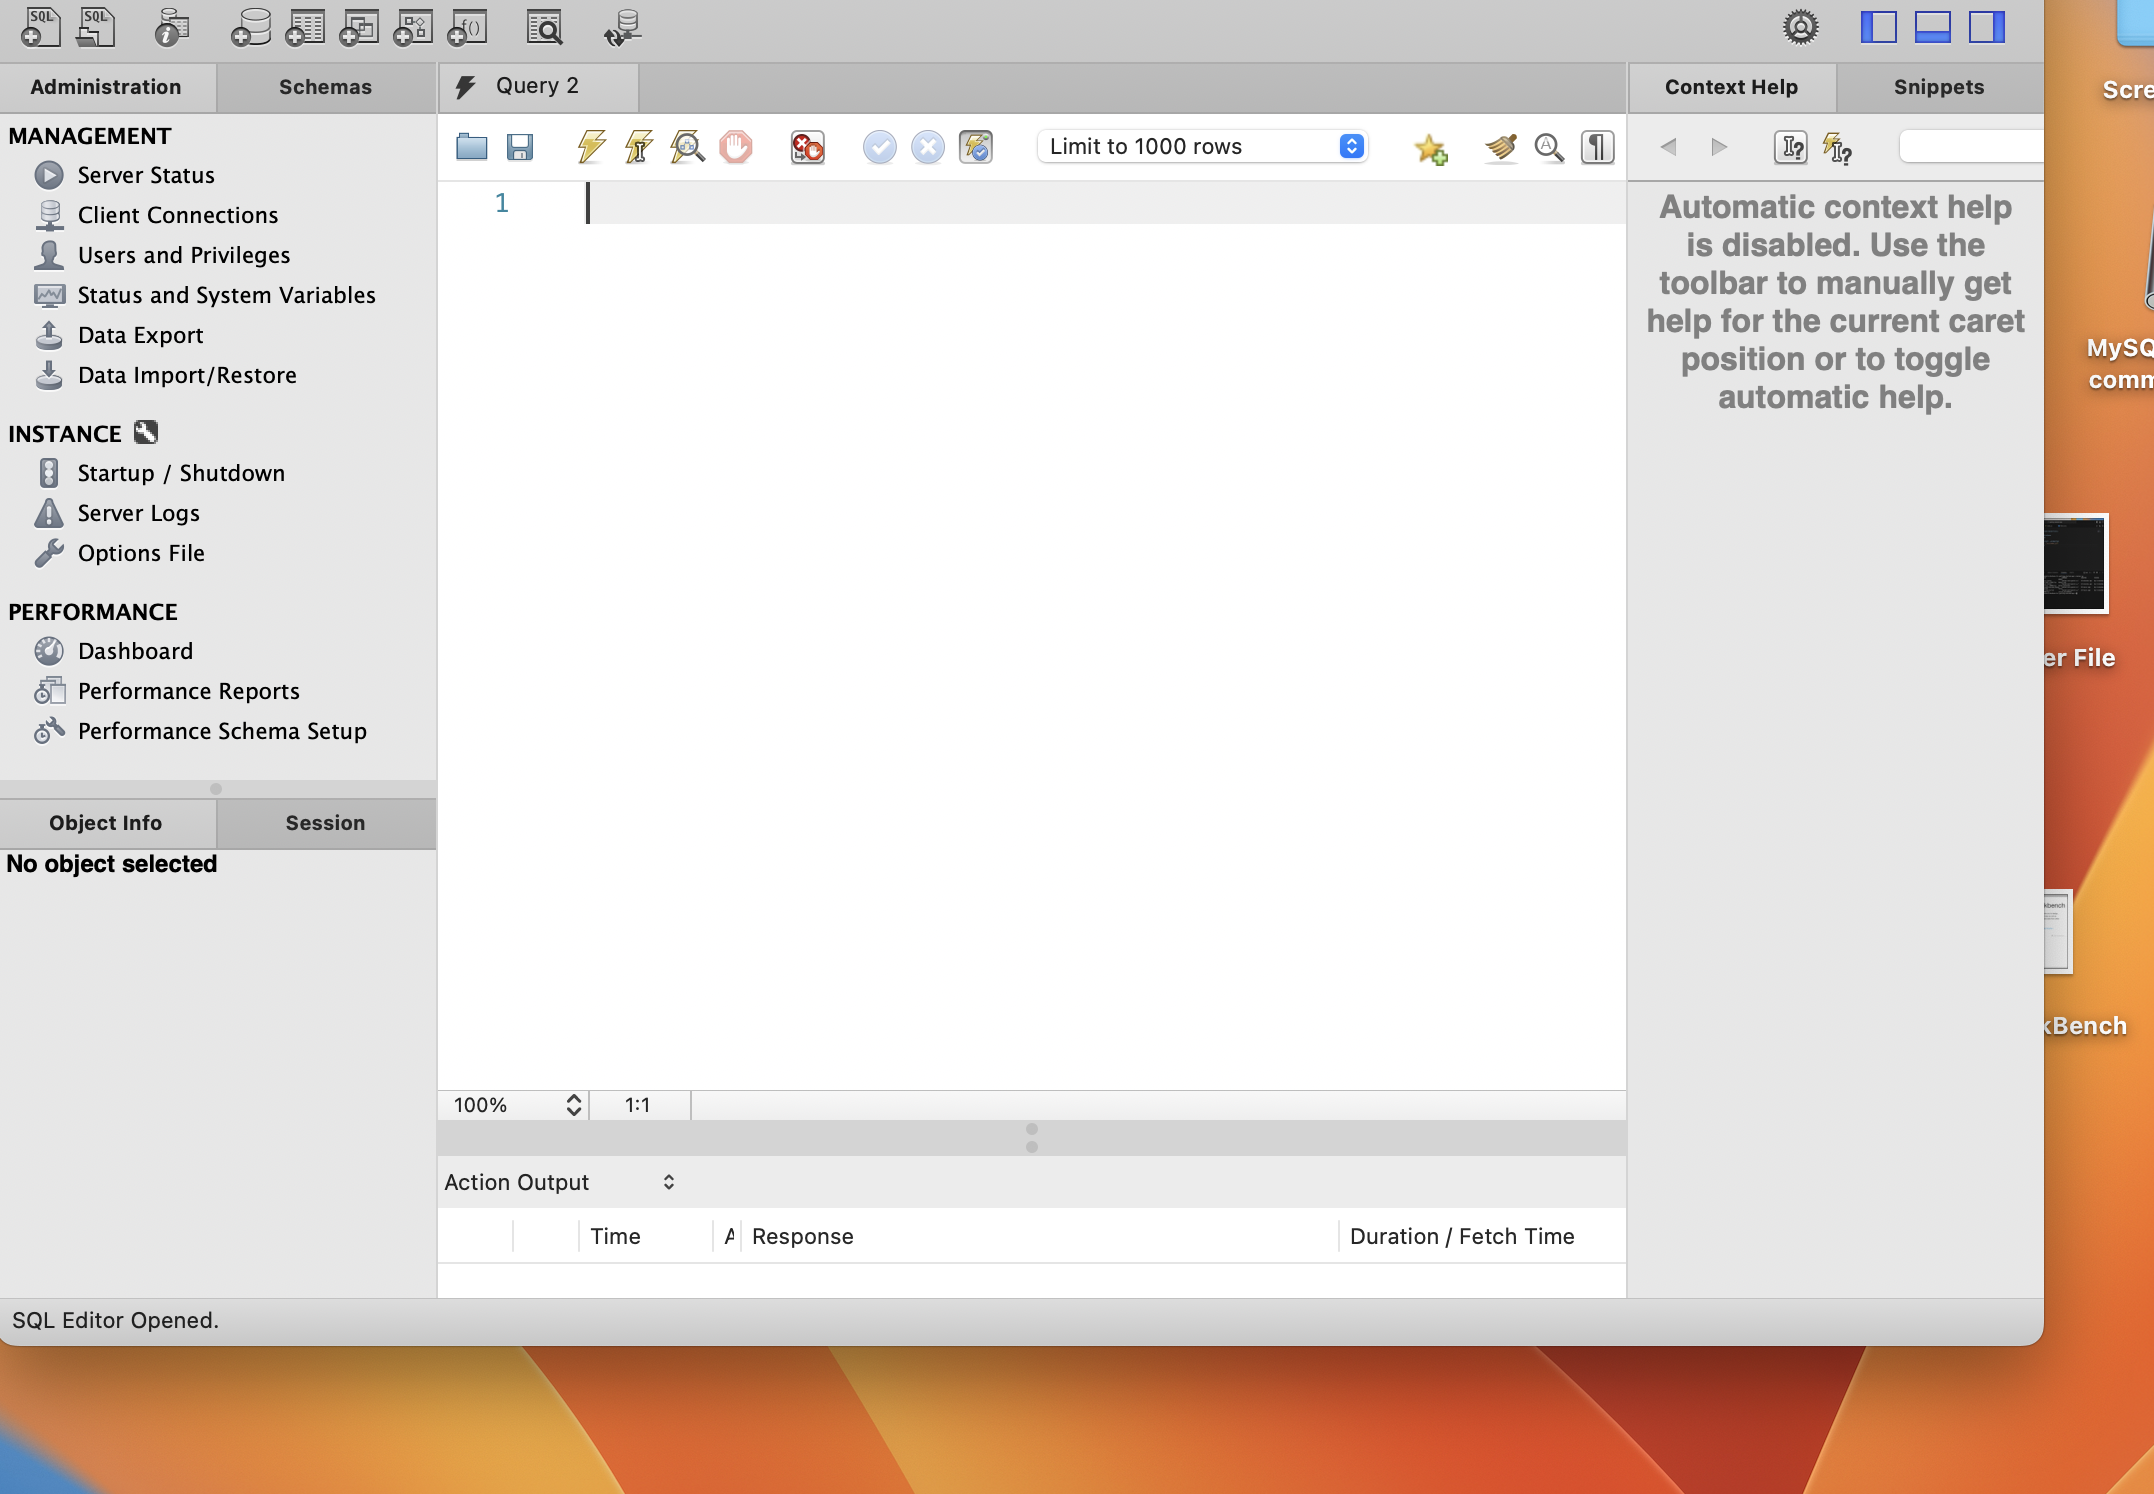 SQL
SQL
f()
Administration
Schemas
Query 2
Context Help
Snippets
Scre
MANAGEMENT
Server Status
Client Connections
Users and Privileges
Status and System Variables
Data Export
Data Import/Restore
INSTANCE
Startup / Shutdown
Server Logs
Options File
PERFORMANCE
Dashboard
Performance Reports
Performance Schema Setup
Object Info
Session
No object selected
Limit to 1000 rows
1
100%
1:1
Action Output
Time
A
Response
Duration / Fetch Time
Automatic context help
is disabled. Use the
toolbar to manually get
help for the current caret
position or to toggle
automatic help.
MySQ
comm
er File
kBench
SQL Editor Opened.